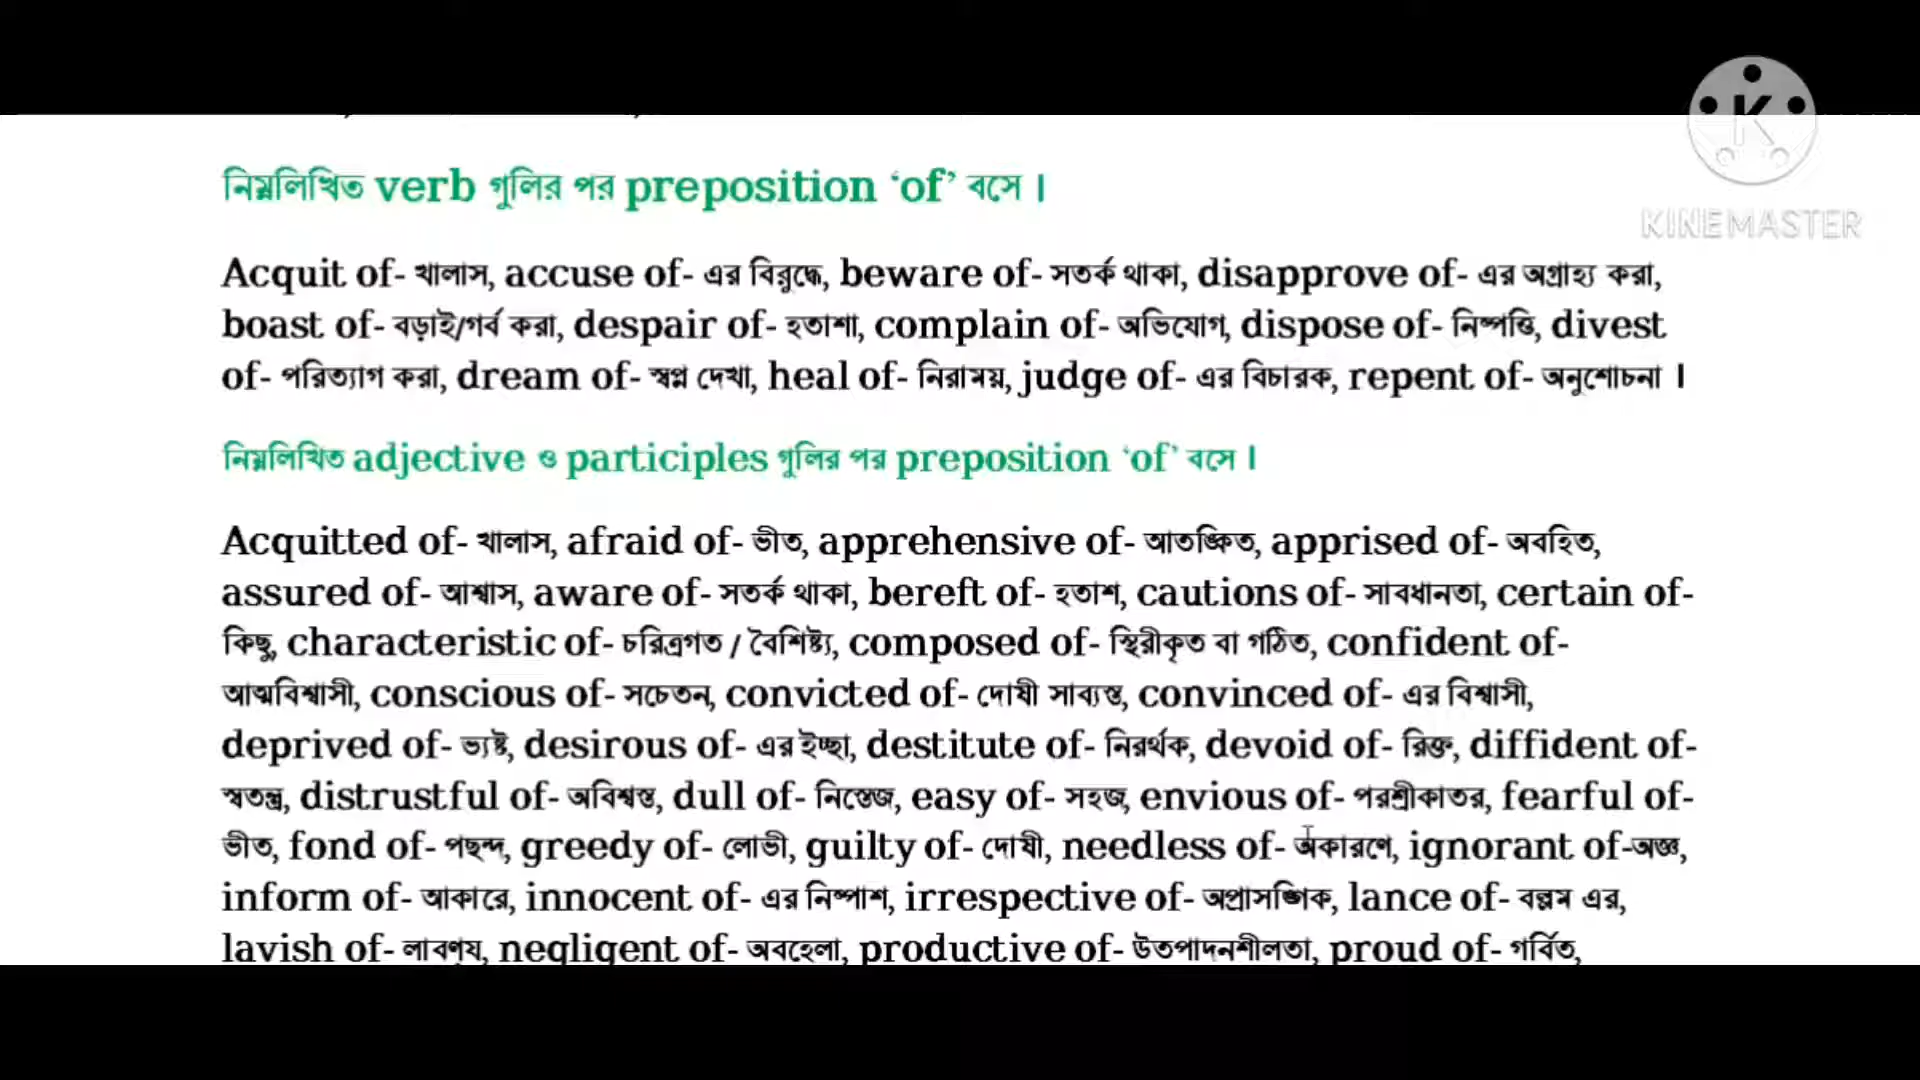 KINEMASTER
নিম্নলিখিত verb গুলির পর preposition ‘of’ বসে ।
Acquit of- খালাস, accuse of- এর বিরুদ্ধে, beware of- সতর্ক থাকা, disapprove of- এর অগ্রাহ্য করা,
boast of- বড়াই/গর্ব করা, despair of- হতাশা, complain of- অভিযোগ, dispose of- নিষ্পত্তি, divest
of- পরিত্যাগ করা, dream of- স্বপ্ন দেখা, heal of- নিরাময়, judge of- এর বিচারক, repent of- অনুশোচনা ।
নিম্নলিখিত adjective ও participles গুলির পর preposition ‘of’ বসে ।
Acquitted of- খালাস, afraid of- ভীত, apprehensive of- আতঙ্কিত, apprised of- অবহিত,
assured of- আশ্বাস, aware of- সতর্ক থাকা, bereft of- হতাশ, cautions of- সাবধানতা, certain of-
কিছু, characteristic of- চরিত্রগত / বৈশিষ্ট্য, composed of- স্থিরীকৃত বা গঠিত, confident of-
আত্মবিশ্বাসী, conscious of- সচেতন, convicted of- দোষী সাব্যস্ত, convinced of- এর বিশ্বাসী,
deprived of- ভ্যষ্ট, desirous of- এর ইচ্ছা, destitute of- নিরর্থক, devoid of- রিক্ত, diffident of-
স্বতন্ত্র, distrustful of- অবিশ্বস্ত, dull of- নিস্তেজ, easy of- সহজ, envious of- পরশ্রীকাতর, fearful of-
ভীত, fond of- পছন্দ, greedy of- লোভী, guilty of- দোষী, needless of- অকারণে, ignorant of-অজ্ঞ,
inform of- আকারে, innocent of- এর নিষ্পাশ, irrespective of- অপ্রাসঙ্গিক, lance of- বল্লম এর,
lavish of- লাবণ্য, negligent of- অবহেলা, productive of- উতপাদনশীলতা, proud of- গর্বিত,